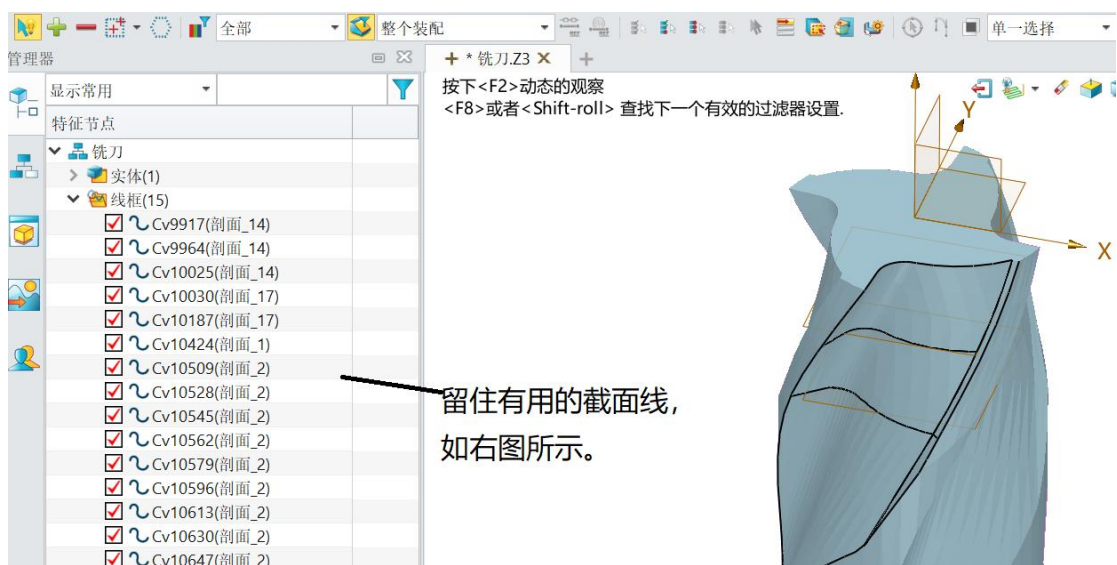 全部
整个装配
单一选择
管理器
* 铣刀.Z3
显示常用
特征节点
铣刀
实体(1)
线框(15)
Cv9917(剖面_14)
Cv9964(剖面_14)
Cv10025(剖面_14)
Cv10030(剖面_17)
Cv10187(剖面_17)
Cv10424(剖面_1)
Cv10509(剖面_2)
Cv10528(剖面_2)
Cv10545(剖面_2)
Cv10562(剖面_2)
Cv10579(剖面_2)
Cv10596(剖面_2)
Cv10613(剖面_2)
Cv10630(剖面_2)
Cv10647(剖面_2)
按下<F2>动态的观察
<F8>或者<Shift-roll> 查找下一个有效的过滤器设置.
Y
X
留住有用的截面线，
如右图所示。